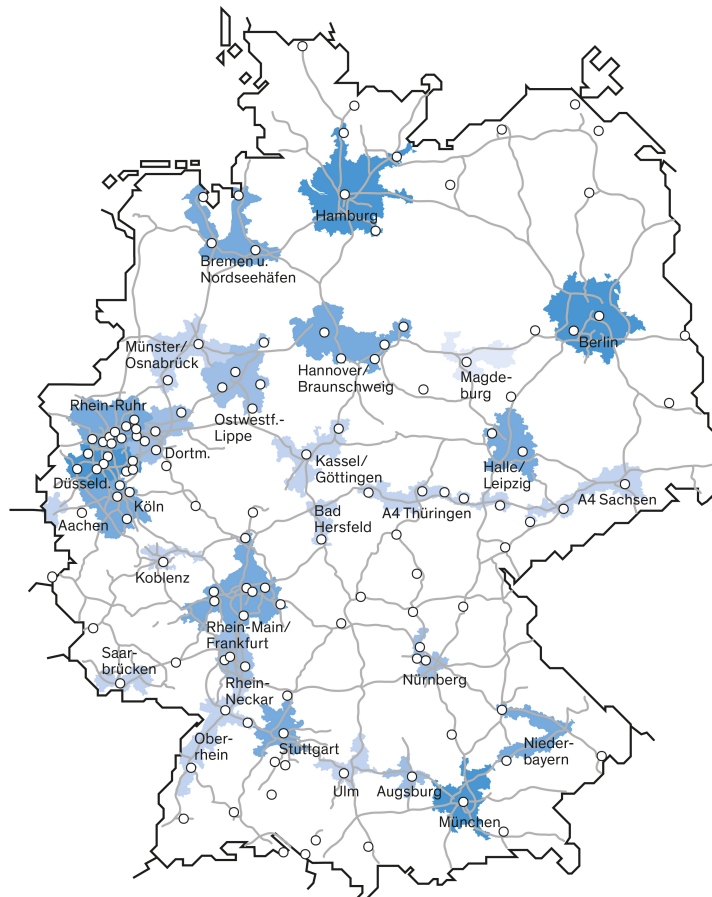 Hamburg
Bremen u.
Nordseehäfen
Berlin
Münster/
Osnabrück
Hannover/
Braunschweig
Magde-
burg
Rhein-Ruhr
Ostwestf.-
Lippe
Dortm.
Kassel/
Göttingen
Halle/
Leipzig
Düsseld.
Köln
Aachen
Bad
Hersfeld
A4 Thüringen
A4 Sachsen
Koblenz
Rhein-Main/
Frankfurt
Saar-
brücken
Rhein-
Neckar
Nürnberg
Ober-
rhein
Stuttgart
Nieder-
bayern
Ulm
Augsburg
München